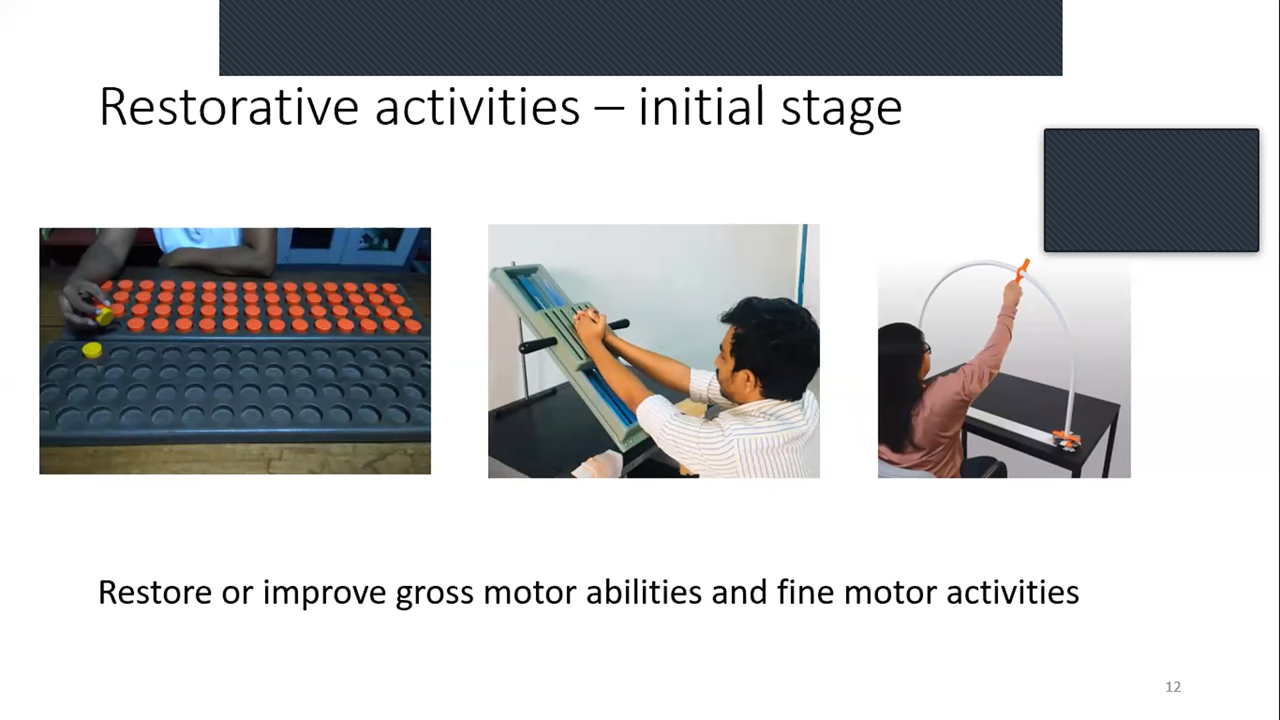 Restorative activities – initial stage
Restore or improve gross motor abilities and fine motor activities
12